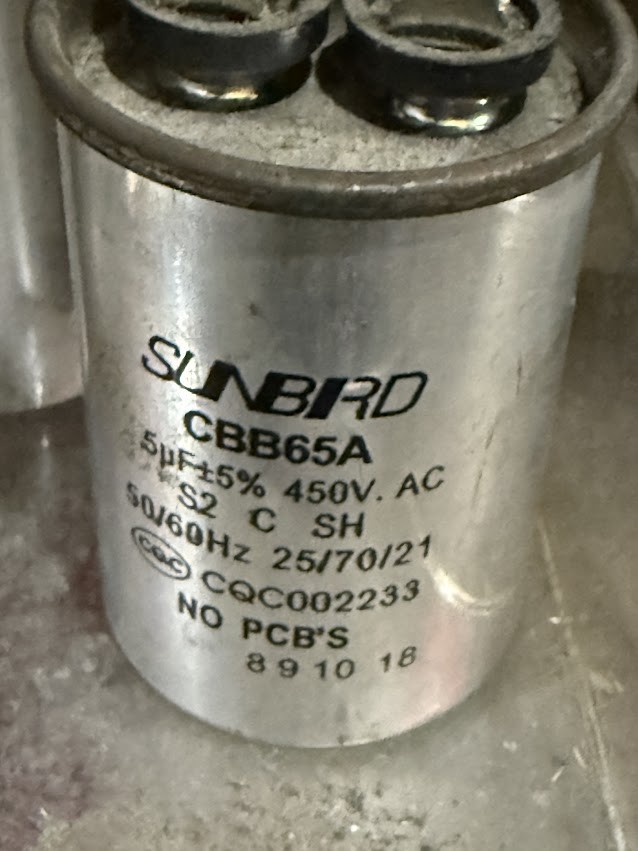 SUNBIRD
CBB65A
5µF±5% 450V. AC
S2 C SH
50/60Hz 25/70/21
CQC CQC002233
NO PCB'S
8 9 10 18